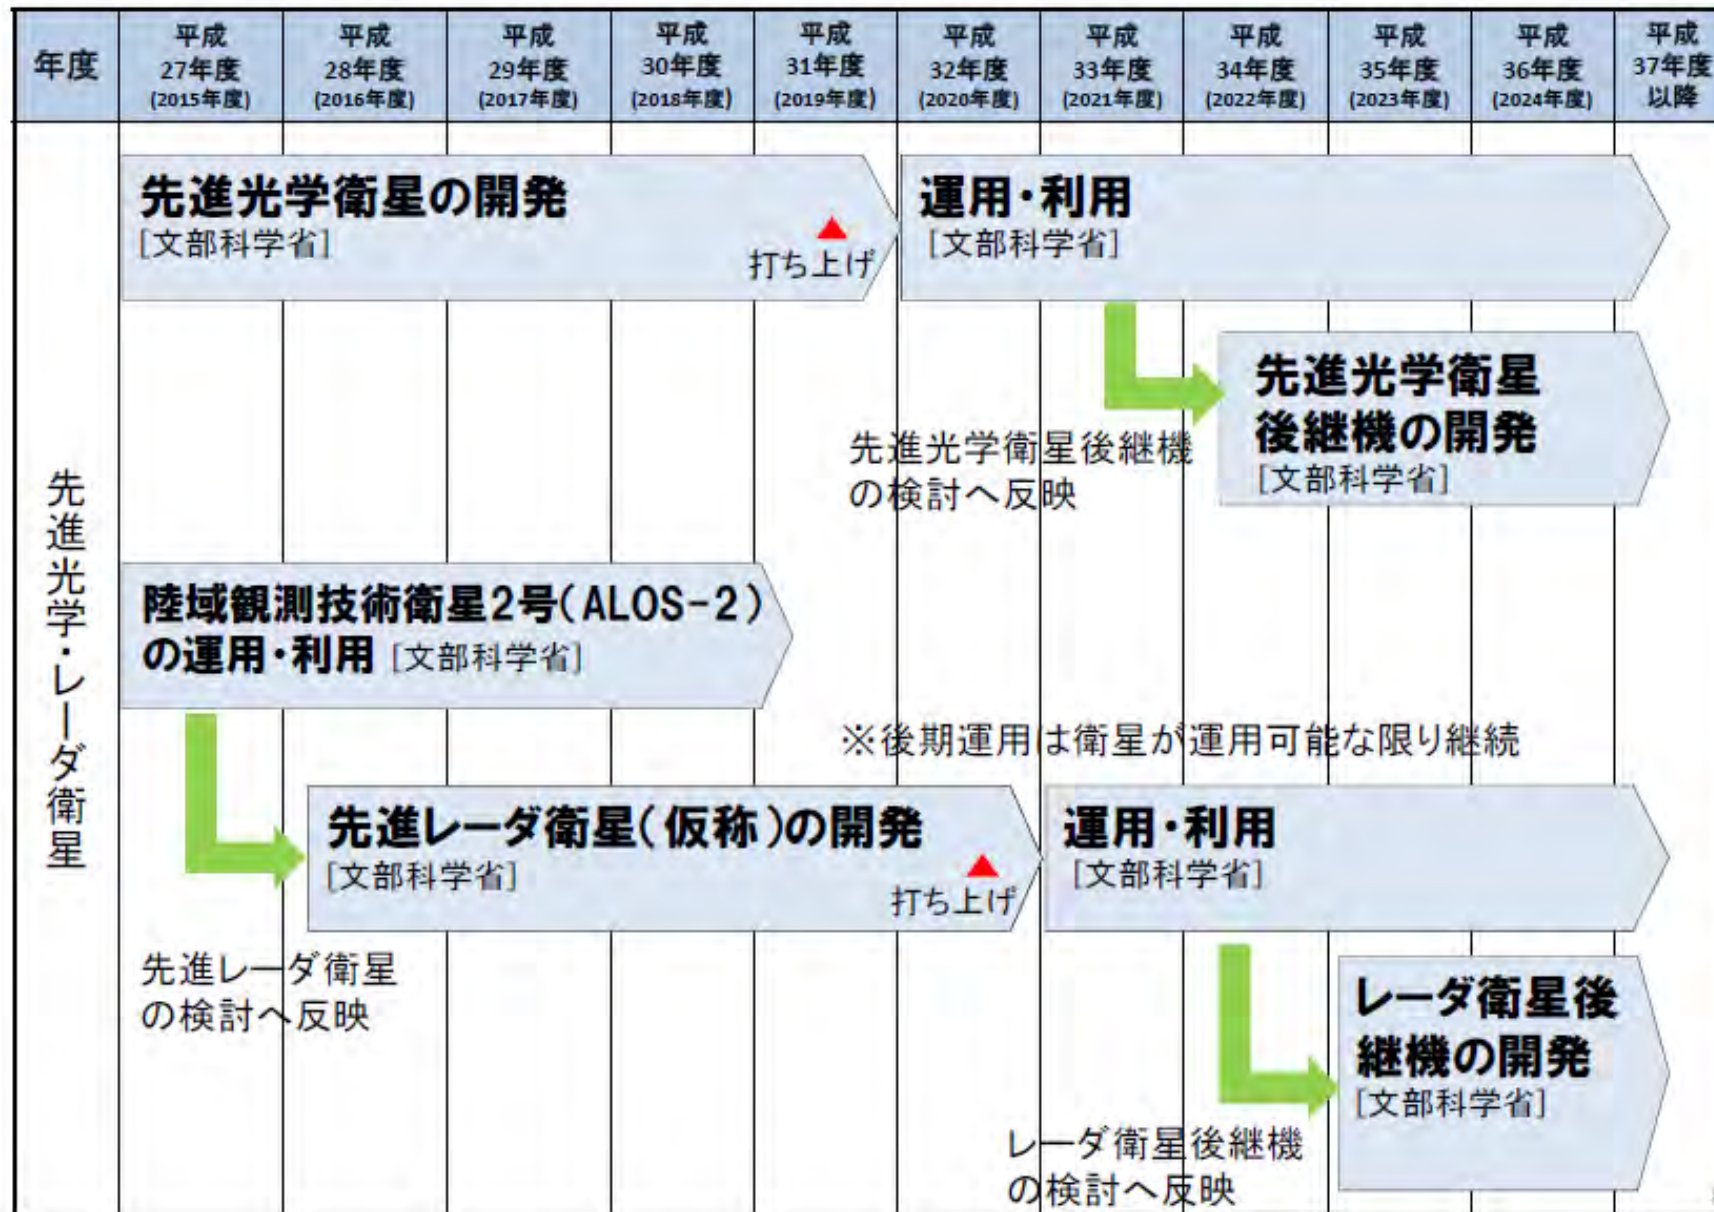 年度
平成
27年度
(2015年度)
平成
28年度
(2016年度)
平成
29年度
(2017年度)
平成
30年度
(2018年度)
平成
31年度
(2019年度)
平成
32年度
(2020年度)
平成
33年度
(2021年度)
平成
34年度
(2022年度)
平成
35年度
(2023年度)
平成
36年度
(2024年度)
平成
37年度
以降
先進光学・レーダ衛星
先進光学衛星の開発
[文部科学省]
打ち上げ
運用・利用
[文部科学省]
先進光学衛星後継機
の検討へ反映
先進光学衛星
後継機の開発
[文部科学省]
陸域観測技術衛星2号(ALOS-2)
の運用・利用 [文部科学省]
※後期運用は衛星が運用可能な限り継続
先進レーダ衛星
の検討へ反映
先進レーダ衛星(仮称)の開発
[文部科学省]
打ち上げ
運用・利用
[文部科学省]
レーダ衛星後継機
の検討へ反映
レーダ衛星後
継機の開発
[文部科学省]